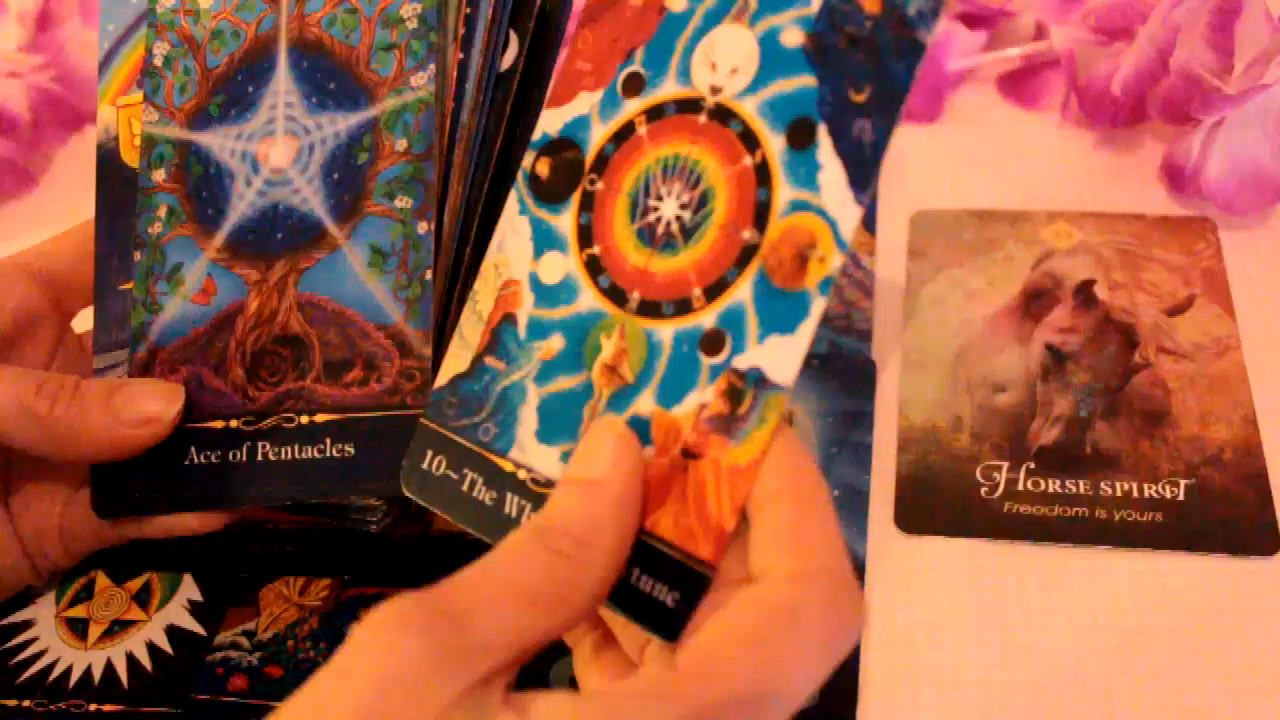 Ace of Pentacles
10~The Wh
tune
HORSE SPIRIT
Freedom is yours.